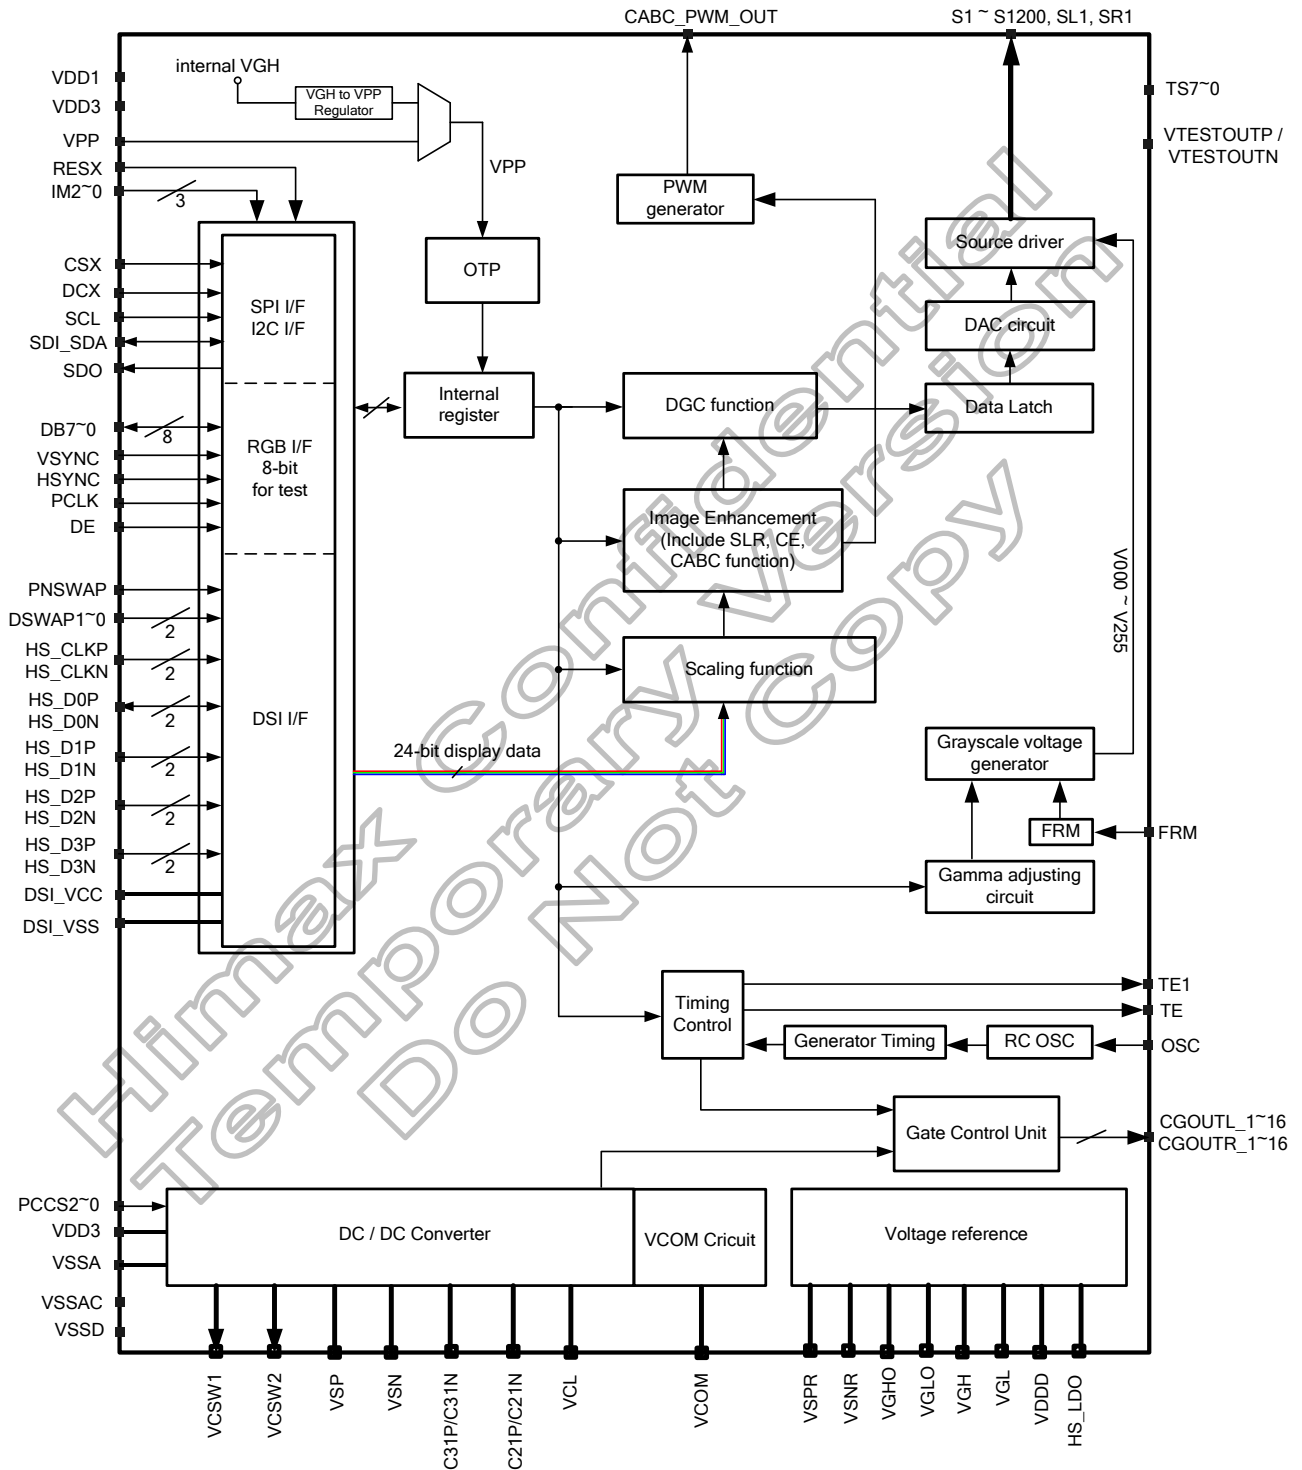 CABC_PWM_OUT
S1 ~ S1200, SL1, SR1
VDD1
VDD3
VPP
RESX
IM2~0
3
internal VGH
VGH to VPP
Regulator
VPP
TS7~0
VTESTOUTP /
VTESTOUTN
PWM
generator
Source driver
OTP
DAC circuit
CSX
DCX
SCL
SDI_SDA
SDO
SPI I/F
I2C I/F
Internal
register
DGC function
Data Latch
DB7~0
8
VSYNC
HSYNC
PCLK
DE
RGB I/F
8-bit
for test
Image Enhancement
(Include SLR, CE,
CABC function)
V000 ~ V255
PNSWAP
DSWAP1~0
2
HS_CLKP
HS_CLKN
2
HS_D0P
HS_D0N
2
HS_D1P
HS_D1N
2
HS_D2P
HS_D2N
2
HS_D3P
HS_D3N
2
DSI_VCC
DSI_VSS
DSI I/F
Scaling function
24-bit display data
Grayscale voltage
generator
FRM
FRM
Gamma adjusting
circuit
Timing
Control
TE1
TE
Generator Timing
RC OSC
OSC
Gate Control Unit
CGOUTL_1~16
CGOUTR_1~16
PCCS2~0
VDD3
VSSA
VSSAC
VSSD
DC / DC Converter
VCOM Cricuit
Voltage reference
VCSW1
VCSW2
VSP
VSN
C31P/C31N
C21P/C21N
VCL
VCOM
VSPR
VSNR
VGHO
VGLO
VGH
VGL
VDDD
HS_LDO
Himax Confidential
Temporary Version
Do Not Copy